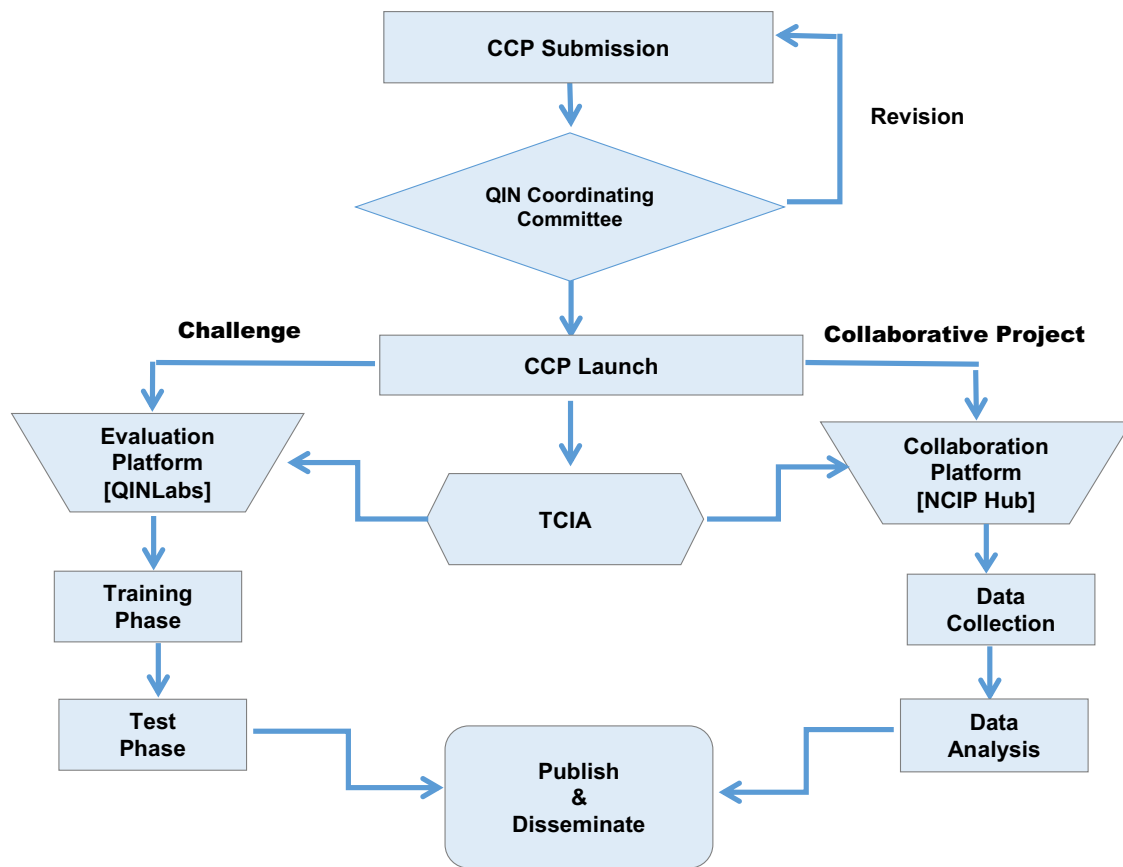 CCP Submission
Revision
QIN Coordinating
Committee
Challenge
Collaborative Project
CCP Launch
Evaluation
Platform
[QINLabs]
Collaboration
Platform
[NCIP Hub]
TCIA
Training
Phase
Data
Collection
Test
Phase
Data
Analysis
Publish
&
Disseminate